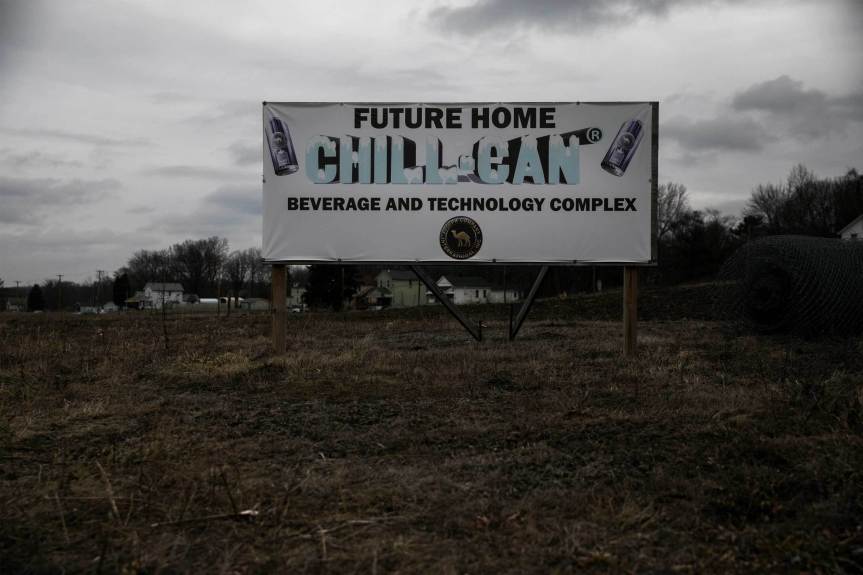 FUTURE HOME
CHILL-CAN®
BEVERAGE AND TECHNOLOGY COMPLEX